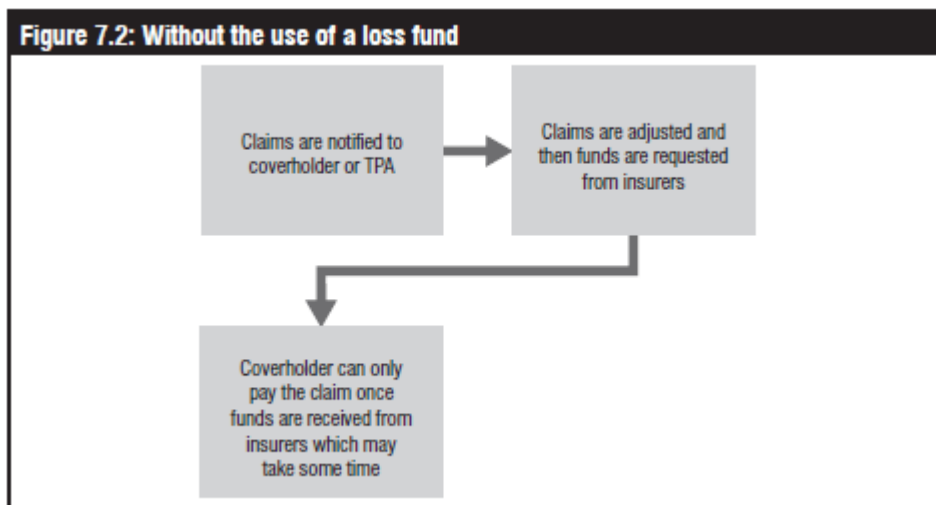 Figure 7.2: Without the use of a loss fund
Claims are notified to
coverholder or TPA
Claims are adjusted and
then funds are requested
from insurers
Coverholder can only
pay the claim once
funds are received from
insurers which may
take some time